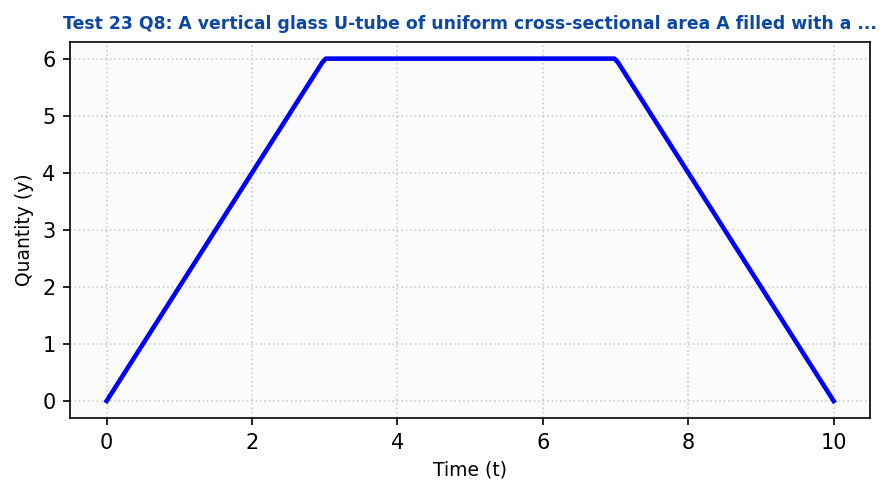 Test 23 Q8: A vertical glass U-tube of uniform cross-sectional area A filled with a ...
6
5
4
3
2
1
0
Quantity (y)
0 2 4 6 8 10
Time (t)